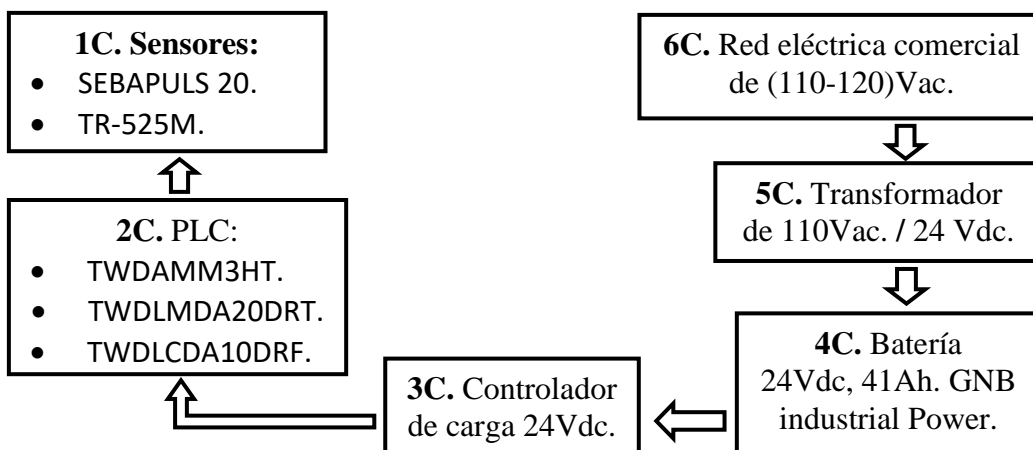 1C. Sensores:
• SEBAPULS 20.
• TR-525M.
6C. Red eléctrica comercial
de (110-120)Vac.
2C. PLC:
• TWDAMM3HT.
• TWDLMDA20DRT.
• TWDLCDA10DRF.
5C. Transformador
de 110Vac. / 24 Vdc.
3C. Controlador
de carga 24Vdc.
4C. Batería
24Vdc, 41Ah. GNB
industrial Power.